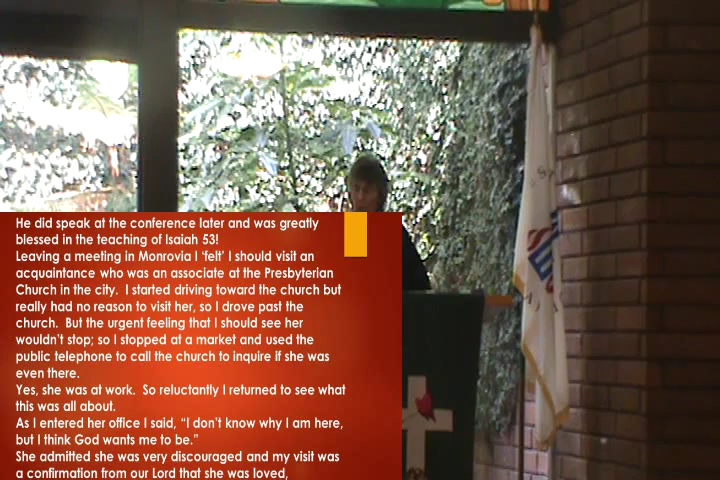 He did speak at the conference later and was greatly
blessed in the teaching of Isaiah 53!
Leaving a meeting in Monrovia I ‘felt’ I should visit an
acquaintance who was an associate at the Presbyterian
Church in the city.  I started driving toward the church but
really had no reason to visit her, so I drove past the
church.  But the urgent feeling that I should see her
wouldn’t stop; so I stopped at a market and used the
public telephone to call the church to inquire if she was
even there.
Yes, she was at work.  So reluctantly I returned to see what
this was all about.
As I entered her office I said, “I don’t know why I am here,
but I think God wants me to be.”
She admitted she was very discouraged and my visit was
a confirmation from our Lord that she was loved,